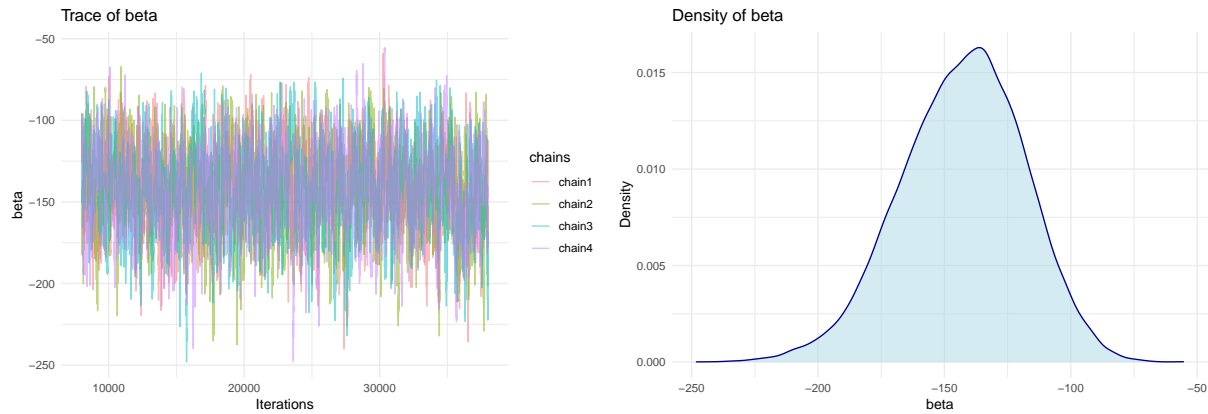 Trace of beta
−50
−100
−150
−200
−250
beta
10000
20000
30000
Iterations
chains
chain1
chain2
chain3
chain4
Density of beta
0.015
0.010
0.005
0.000
Density
−250
−200
−150
−100
−50
beta